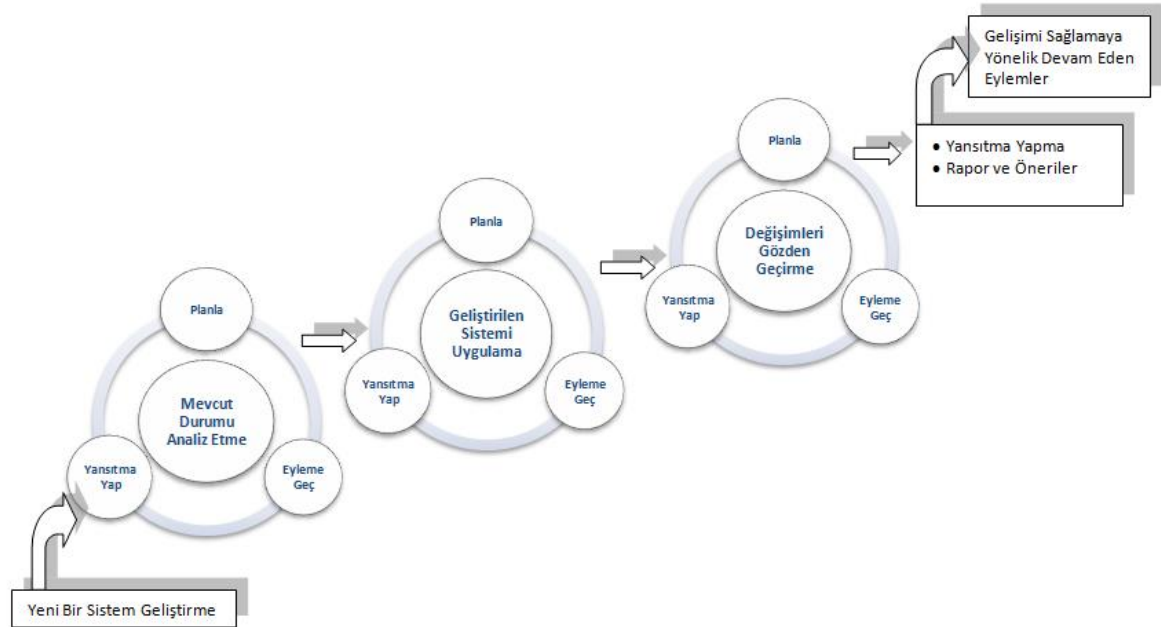 Gelişimi Sağlamaya
Yönelik Devam Eden
Eylemler
● Yansıtma Yapma
● Rapor ve Öneriler
Planla
Değişimleri
Gözden
Geçirme
Yansıtma
Yap
Eyleme
Geç
Planla
Geliştirilen
Sistemi
Uygulama
Yansıtma
Yap
Eyleme
Geç
Planla
Mevcut
Durumu
Analiz Etme
Yansıtma
Yap
Eyleme
Geç
Yeni Bir Sistem Geliştirme